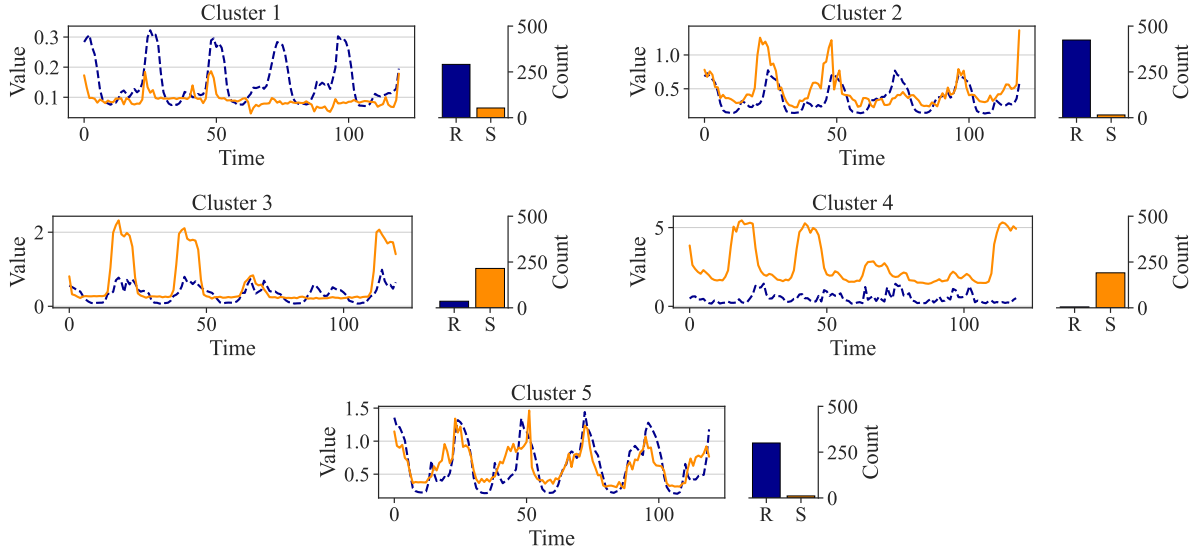 Cluster 1
Value
0.3
0.2
0.1
0
50
100
Time
500
250
0
Count
R
S
Cluster 2
Value
1.0
0.5
0
50
100
Time
500
250
0
Count
R
S
Cluster 3
Value
2
0
0
50
100
Time
500
250
0
Count
R
S
Cluster 4
Value
5
0
0
50
100
Time
500
250
0
Count
R
S
Cluster 5
Value
1.5
1.0
0.5
0
50
100
Time
500
250
0
Count
R
S